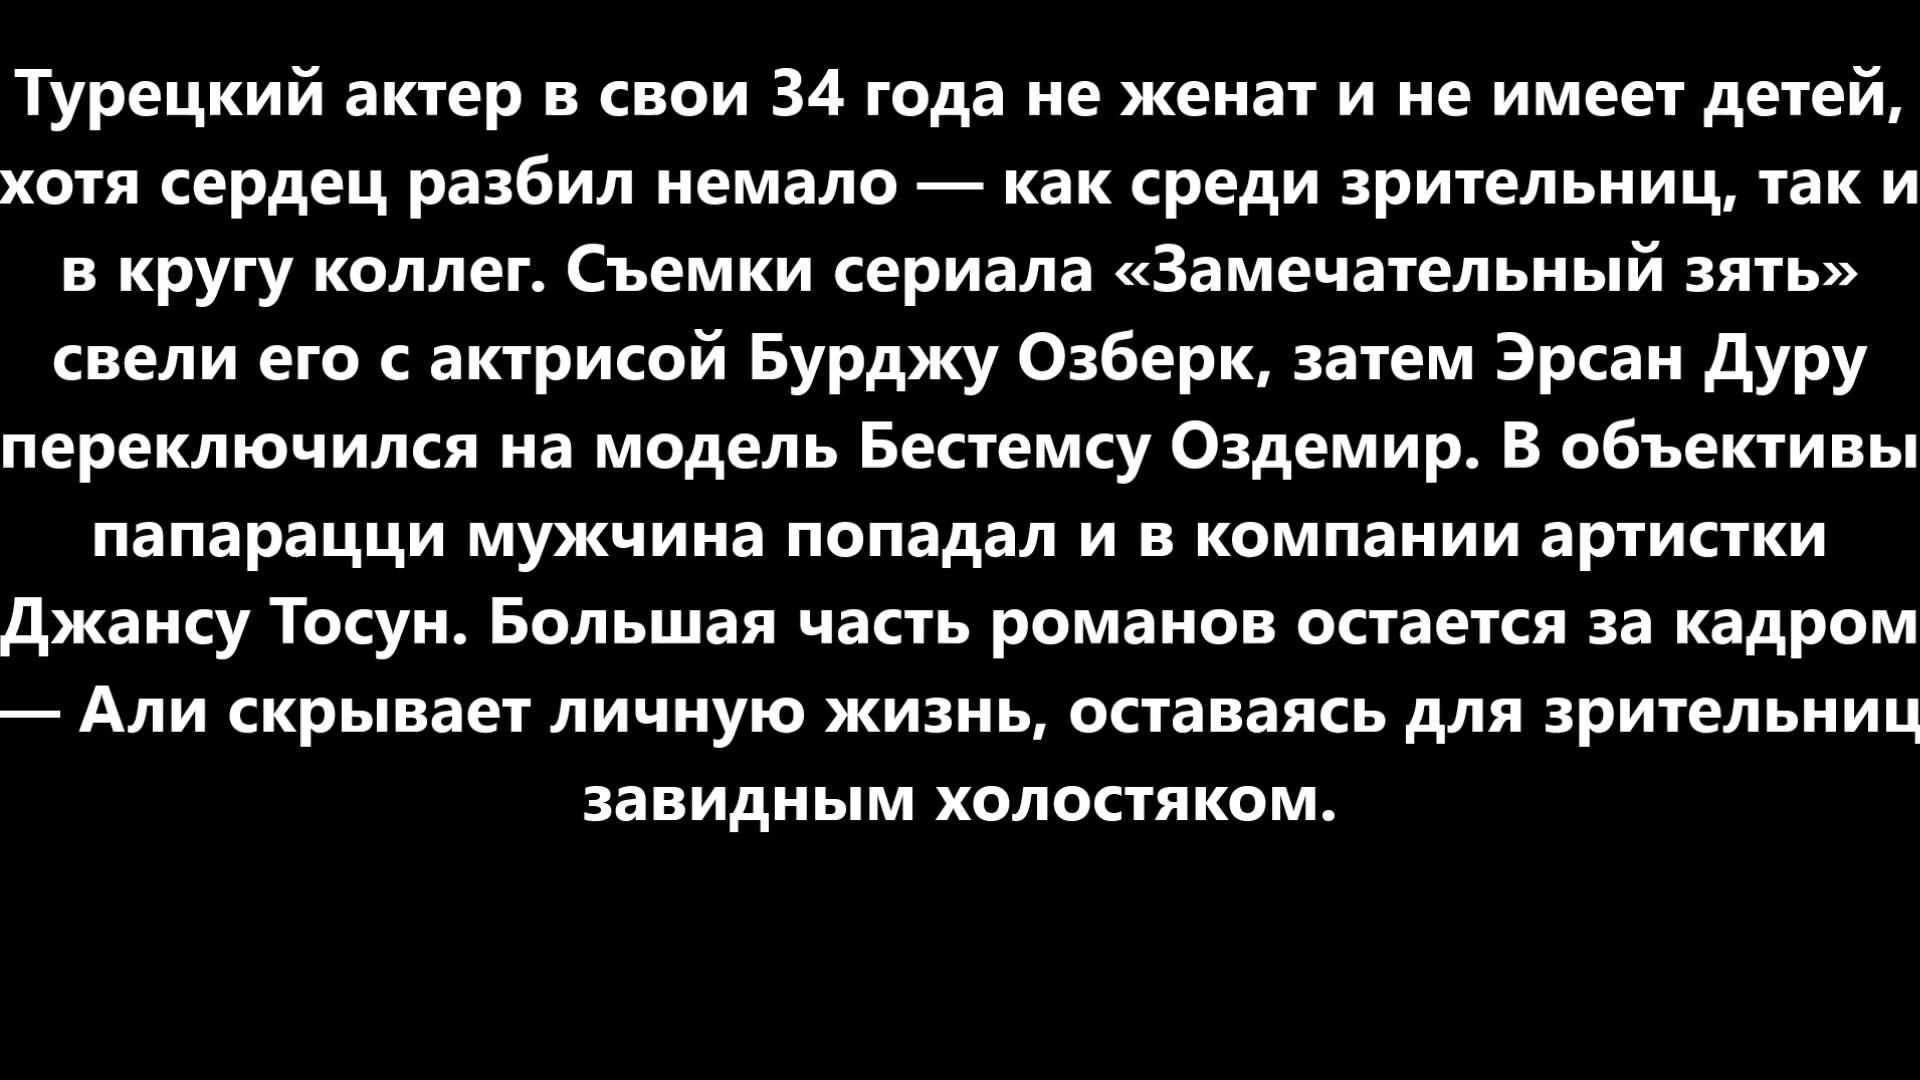 Турецкий актер в свои 34 года не женат и не имеет детей,
хотя сердец разбил немало — как среди зрительниц, так и
в кругу коллег. Съемки сериала «Замечательный зять»
свели его с актрисой Бурджу Озберк, затем Эрсан Дуру
переключился на модель Бестемсу Оздемир. В объективы
папарацци мужчина попадал и в компании артистки
Джансу Тосун. Большая часть романов остается за кадром
— Али скрывает личную жизнь, оставаясь для зрительниц
завидным холостяком.